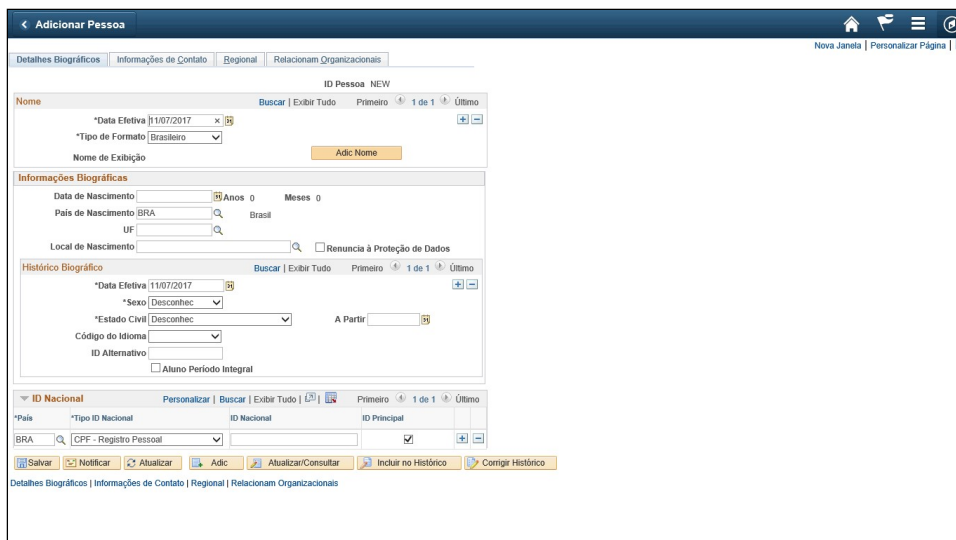 Adicionar Pessoa
Nova Janela | Personalizar Página |
Detalhes Biográficos Informações de Contato Regional Relacionam Organizacionais
ID Pessoa NEW
Nome Buscar | Exibir Tudo Primeiro 1 de 1 Último
*Data Efetiva 11/07/2017 ×
*Tipo de Formato Brasileiro
Nome de Exibição Adic Nome
Informações Biográficas
Data de Nascimento Anos 0 Meses 0
País de Nascimento BRA Brasil
UF
Local de Nascimento Renuncia à Proteção de Dados
Histórico Biográfico Buscar | Exibir Tudo Primeiro 1 de 1 Último
*Data Efetiva 11/07/2017
*Sexo Desconhec
*Estado Civil Desconhec A Partir
Código do Idioma
ID Alternativo
Aluno Período Integral
ID Nacional Personalizar | Buscar | Exibir Tudo | | Primeiro 1 de 1 Último
*País *Tipo ID Nacional ID Nacional ID Principal
BRA CPF - Registro Pessoal
Salvar Notificar Atualizar Adic Atualizar/Consultar Incluir no Histórico Corrigir Histórico
Detalhes Biográficos | Informações de Contato | Regional | Relacionam Organizacionais